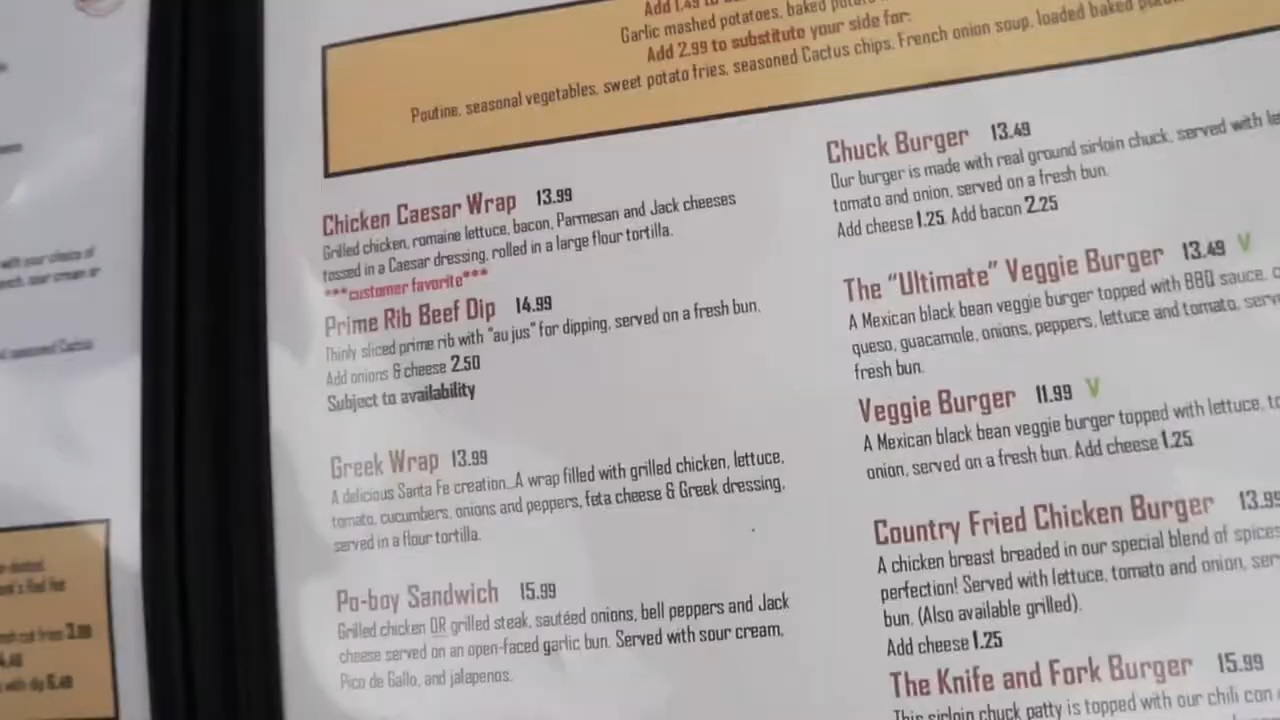 Add 1.49 to
Garlic mashed potatoes, baked potato
Add 2.99 to substitute your side for:
Poutine, seasonal vegetables, sweet potato fries, seasoned Cactus chips, French onion soup, loaded baked
Chicken Caesar Wrap 13.99
Grilled chicken, romaine lettuce, bacon, Parmesan and Jack cheeses
tossed in a Caesar dressing, rolled in a large flour tortilla.
***customer favorite***
Prime Rib Beef Dip 14.99
Thinly sliced prime rib with "au jus" for dipping, served on a fresh bun.
Add onions & cheese 2.50
Subject to availability
Greek Wrap 13.99
A delicious Santa Fe creation...A wrap filled with grilled chicken, lettuce,
tomato, cucumbers, onions and peppers, feta cheese & Greek dressing,
served in a flour tortilla.
Po-boy Sandwich 15.99
Grilled chicken OR grilled steak, sautéed onions, bell peppers and Jack
cheese served on an open-faced garlic bun. Served with sour cream,
Pico de Gallo, and jalapenos.
Chuck Burger 13.49
Our burger is made with real ground sirloin chuck, served with
tomato and onion, served on a fresh bun.
Add cheese 1.25. Add bacon 2.25
The "Ultimate" Veggie Burger 13.49 V
A Mexican black bean veggie burger topped with BBQ sauce,
queso, guacamole, onions, peppers, lettuce and tomato,
fresh bun.
Veggie Burger 11.99 V
A Mexican black bean veggie burger topped with lettuce,
onion, served on a fresh bun. Add cheese 1.25
Country Fried Chicken Burger 13.99
A chicken breast breaded in our special blend of spices
perfection! Served with lettuce, tomato and onion,
bun, (Also available grilled).
Add cheese 1.25
The Knife and Fork Burger 15.99
This sirloin chuck patty is topped with our chili con